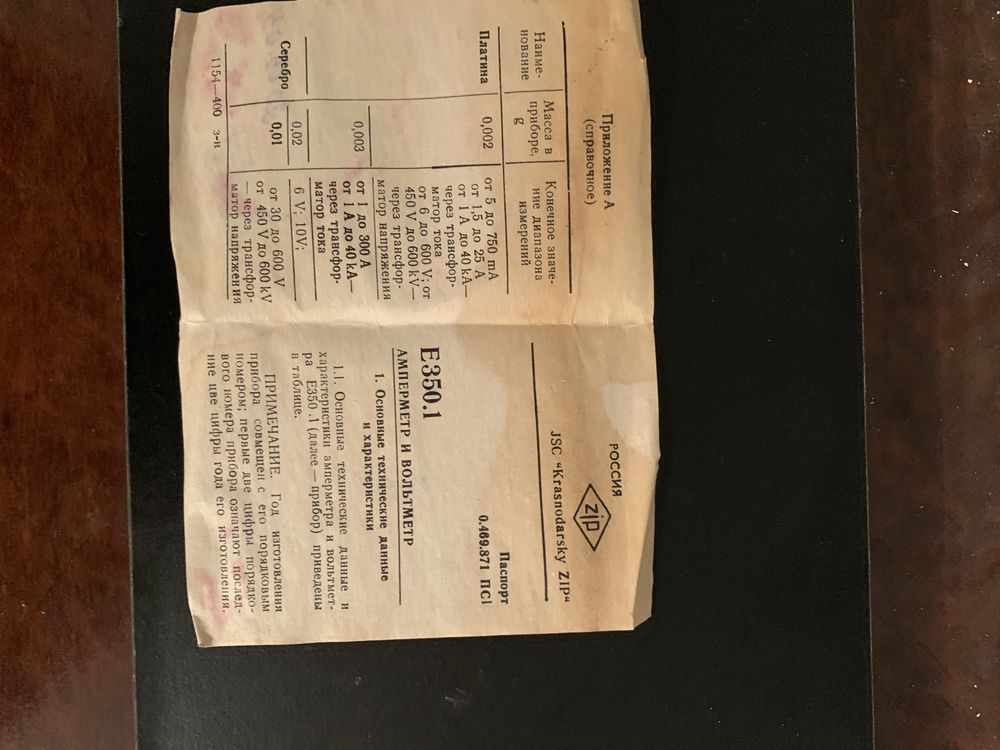 Приложение А
(справочное)
Наиме-
нование
Масса в
приборе,
g
Конечное значе-
ние диапазона
измерений
Платина
0,002
от 5 до 750 mA
от 1,5 до 25 А
от 1 А до 40 kA—
через трансфор-
матор тока
от 6 до 600 V; от
450 V до 600 kV—
через трансфор-
матор напряжения
0,003
от 1 до 300 А
от 1 А до 40 kA—
через трансфор-
матор тока
Серебро
0,02
6 V; 10V;
0,01
от 30 до 600 V
от 450 V до 600 kV
— через трансфор-
матор напряжения
1154—400 з-н
РОССИЯ
zip
JSC “Krasnodarsky ZIP“
Паспорт
0.469.871 ПС1
Е350.1
АМПЕРМЕТР И ВОЛЬТМЕТР
1. Основные технические данные
и характеристики
1.1. Основные технические данные и
характеристики амперметра и вольтмет-
ра Е350 .1 (далее — прибор) приведены
в таблице.
ПРИМЕЧАНИЕ. Год изготовления
прибора совмещен с его порядковым
номером; первые две цифры порядко-
вого номера прибора означают послед-
ние две цифры года его изготовления.